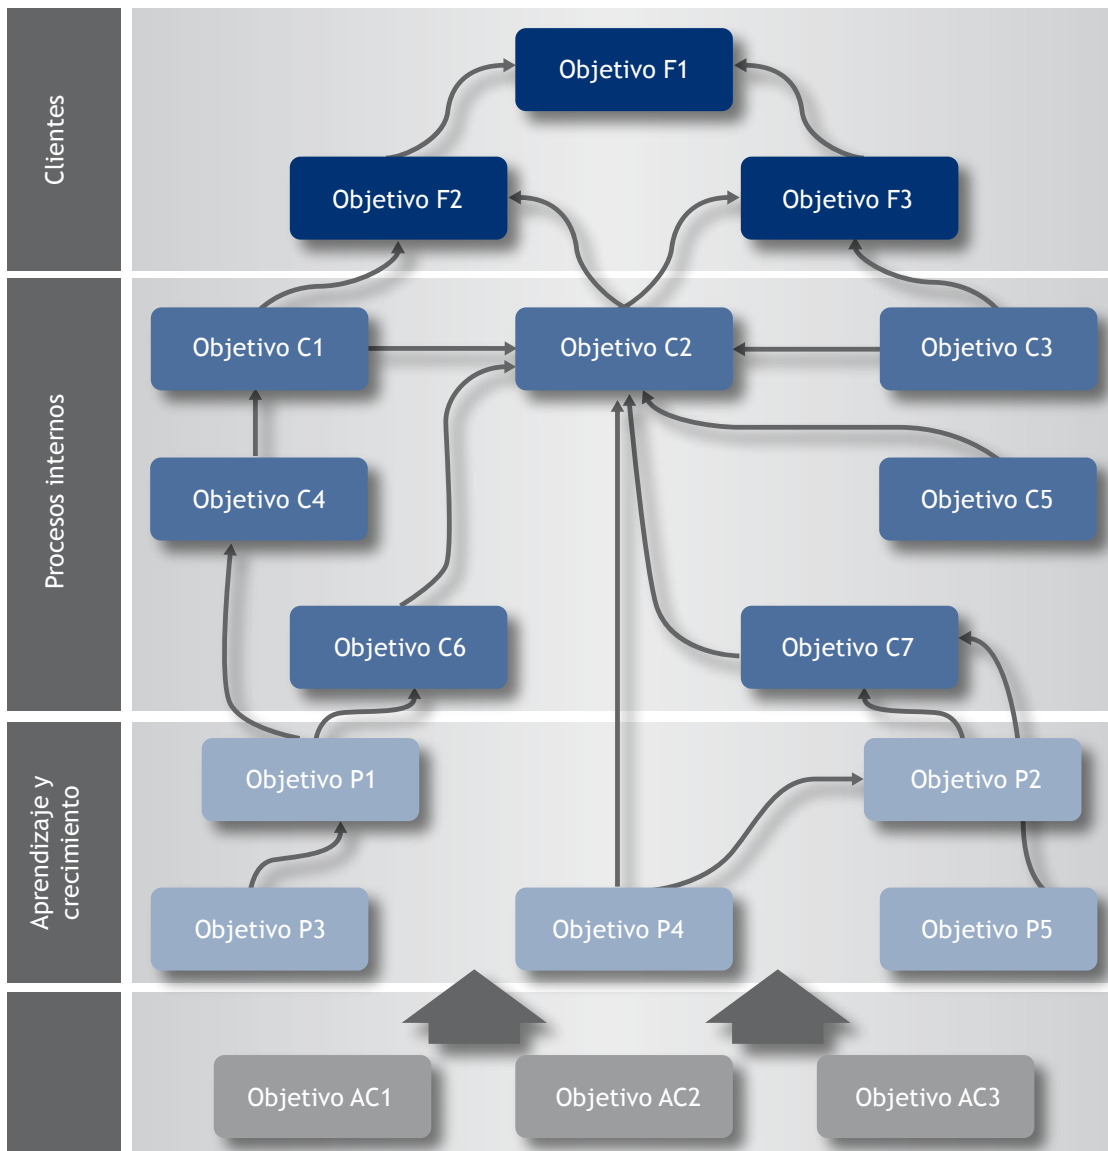 Clientes
Objetivo F1
Objetivo F2
Objetivo F3
Procesos internos
Objetivo C1
Objetivo C2
Objetivo C3
Objetivo C4
Objetivo C5
Objetivo C6
Objetivo C7
Aprendizaje y
crecimiento
Objetivo P1
Objetivo P2
Objetivo P3
Objetivo P4
Objetivo P5
Objetivo AC1
Objetivo AC2
Objetivo AC3